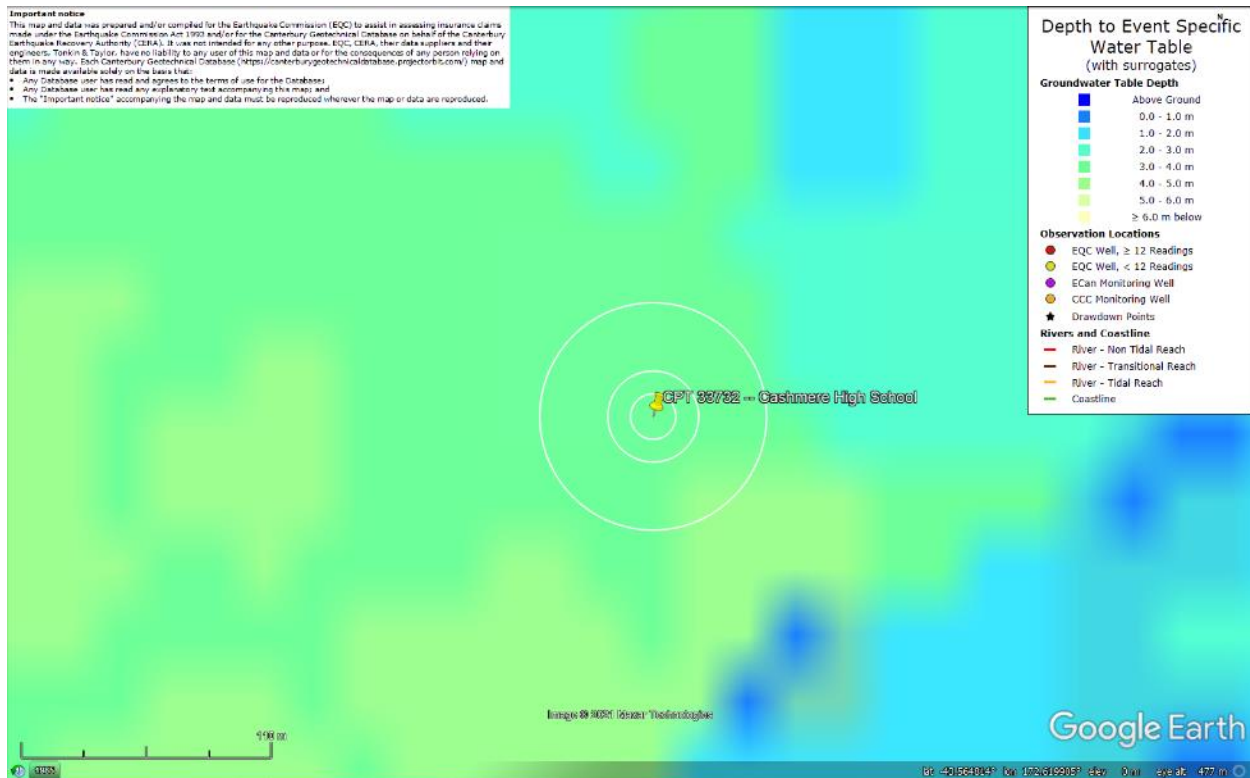 Important notice
This map and data was prepared and/or compiled for the Earthquake Commission (EQC) to assist in assessing insurance claims
made under the Earthquake Commission Act 1993 and/or for the Canterbury Geotechnical Database on behalf of the Canterbury
Earthquake Recovery Authority (CERA). It was not intended for any other purpose. EQC, CERA, their data suppliers and their
engineers, Tonkin & Taylor, have no liability to any user of this map and data or for the consequences of any person relying on
them in any way. Each Canterbury Geotechnical Database (https://canterburygeotechnicaldatabase.projectorbit.com/) map and
data is made available solely on the basis that:
• Any Database user has read and agrees to the terms of use for the Database;
• Any Database user has read any explanatory text accompanying this map; and
• The "Important notice" accompanying the map and data must be reproduced wherever the map or data are reproduced.
N
Depth to Event Specific
Water Table
(with surrogates)
Groundwater Table Depth
Above Ground
0.0 - 1.0 m
1.0 - 2.0 m
2.0 - 3.0 m
3.0 - 4.0 m
4.0 - 5.0 m
5.0 - 6.0 m
≥ 6.0 m below
Observation Locations
EQC Well, ≥ 12 Readings
EQC Well, < 12 Readings
ECan Monitoring Well
CCC Monitoring Well
Drawdown Points
Rivers and Coastline
River - Non Tidal Reach
River - Transitional Reach
River - Tidal Reach
Coastline
CPT 33732 -- Cashmere High School
Image © 2021 Maxar Technologies
Google Earth
lat lon elev 0 m eye alt 477 m